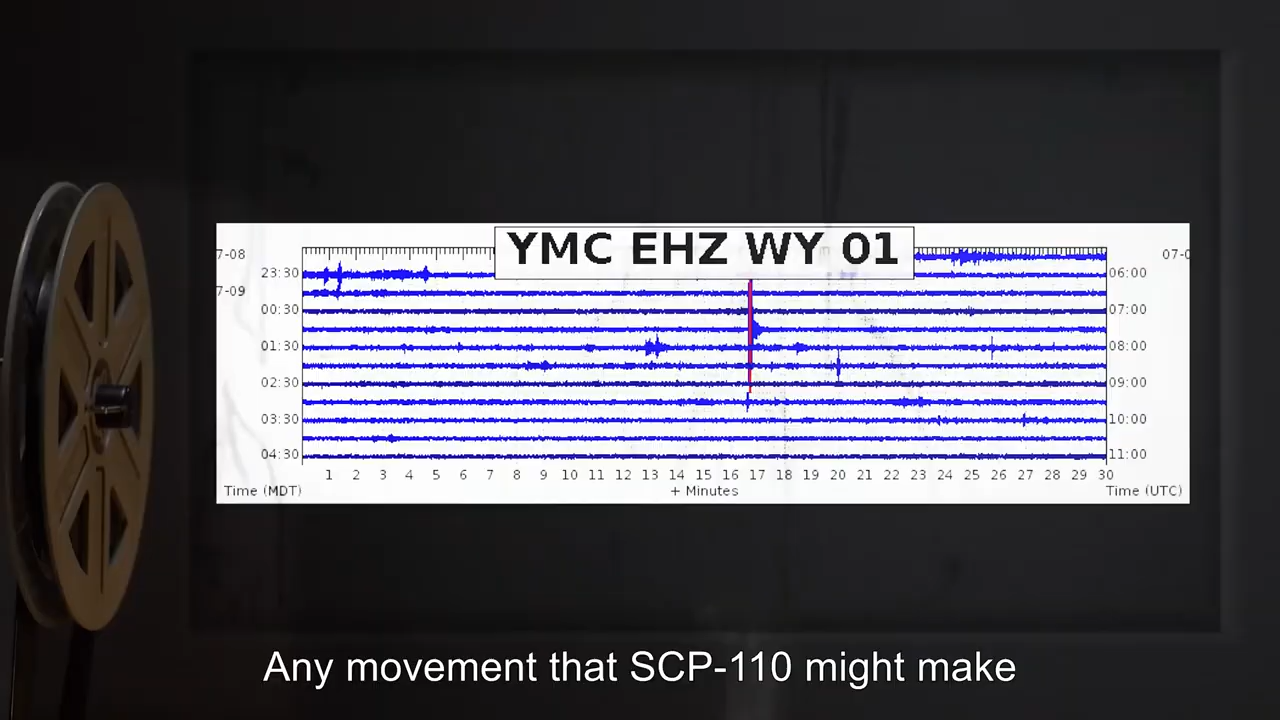 YMC EHZ WY 01
7-08
07-0
23:30
06:00
7-09
00:30
07:00
01:30
08:00
02:30
09:00
03:30
10:00
04:30
11:00
1 2 3 4 5 6 7 8 9 10 11 12 13 14 15 16 17 18 19 20 21 22 23 24 25 26 27 28 29 30
Time (MDT)
+ Minutes
Time (UTC)
Any movement that SCP-110 might make